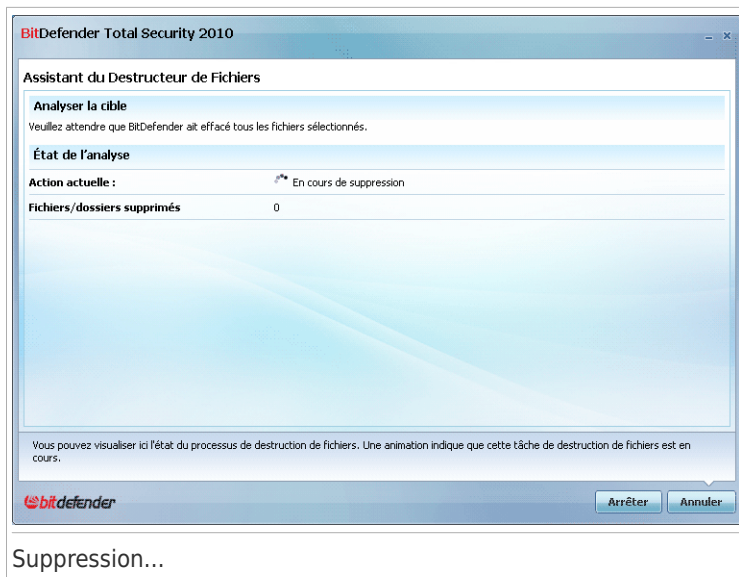 BitDefender Total Security 2010
Assistant du Destructeur de Fichiers
Analyser la cible
Veuillez attendre que BitDefender ait effacé tous les fichiers sélectionnés.
État de l'analyse
Action actuelle : En cours de suppression
Fichiers/dossiers supprimés 0
Vous pouvez visualiser ici l'état du processus de destruction de fichiers. Une animation indique que cette tâche de destruction de fichiers est en
cours.
bitdefender
Arrêter Annuler
Suppression...